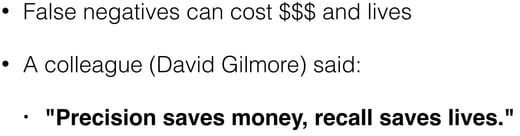 • False negatives can cost $$$ and lives
• A colleague (David Gilmore) said:
• "Precision saves money, recall saves lives."